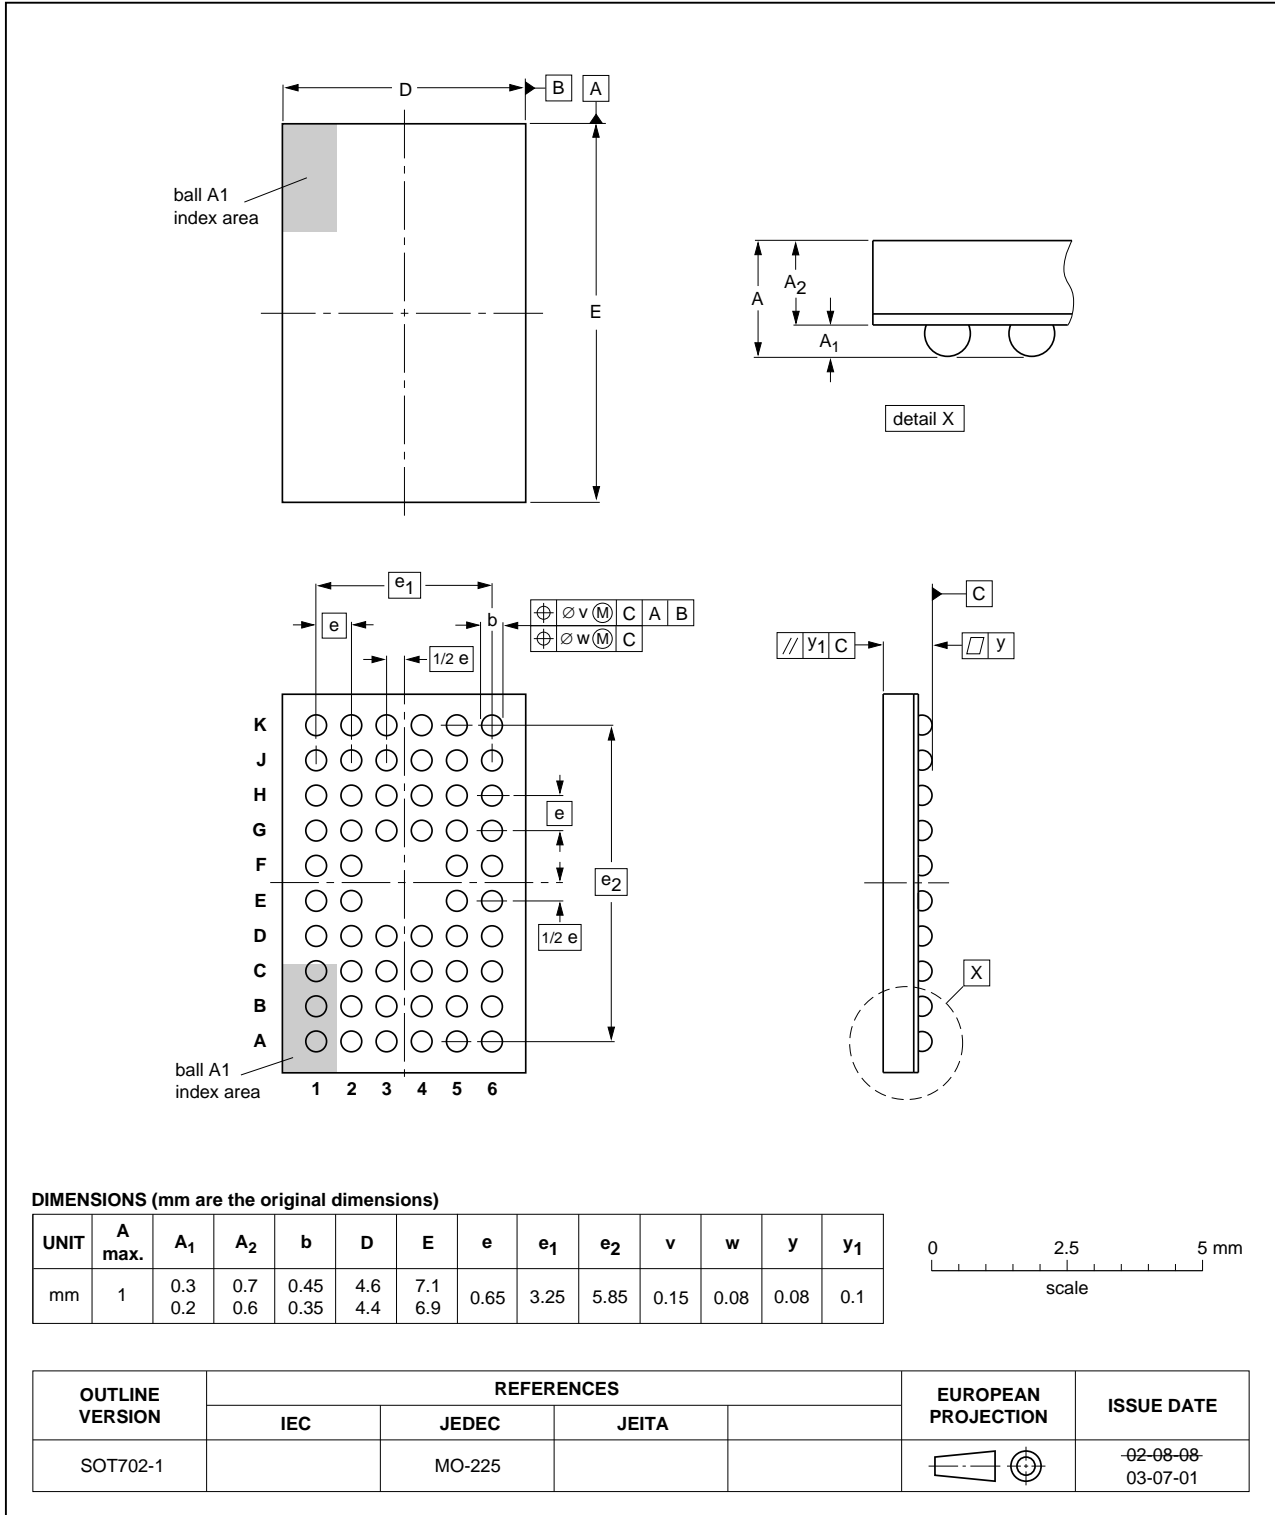 D
B
A
ball A1
index area
E
A
A2
A1
detail X
e1
e
b
⌖ ⌀ v Ⓜ C A B
⌖ ⌀ w Ⓜ C
1/2 e
C
// y1 C
⏥ y
K
J
H
G
F
E
D
C
B
A
e
e2
1/2 e
X
ball A1
index area
1 2 3 4 5 6
DIMENSIONS (mm are the original dimensions)
UNIT A max. A1 A2 b D E e e1 e2 v w y y1
mm 1 0.3 0.2 0.7 0.6 0.45 0.35 4.6 4.4 7.1 6.9 0.65 3.25 5.85 0.15 0.08 0.08 0.1
0 2.5 5 mm
scale
OUTLINE VERSION REFERENCES EUROPEAN PROJECTION ISSUE DATE
IEC JEDEC JEITA
SOT702-1 MO-225 02-08-08
03-07-01